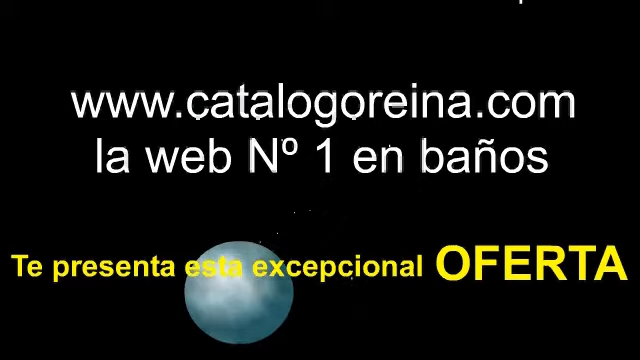 www.catalogoreina.com
la web Nº 1 en baños
Te presenta esta excepcional OFERTA